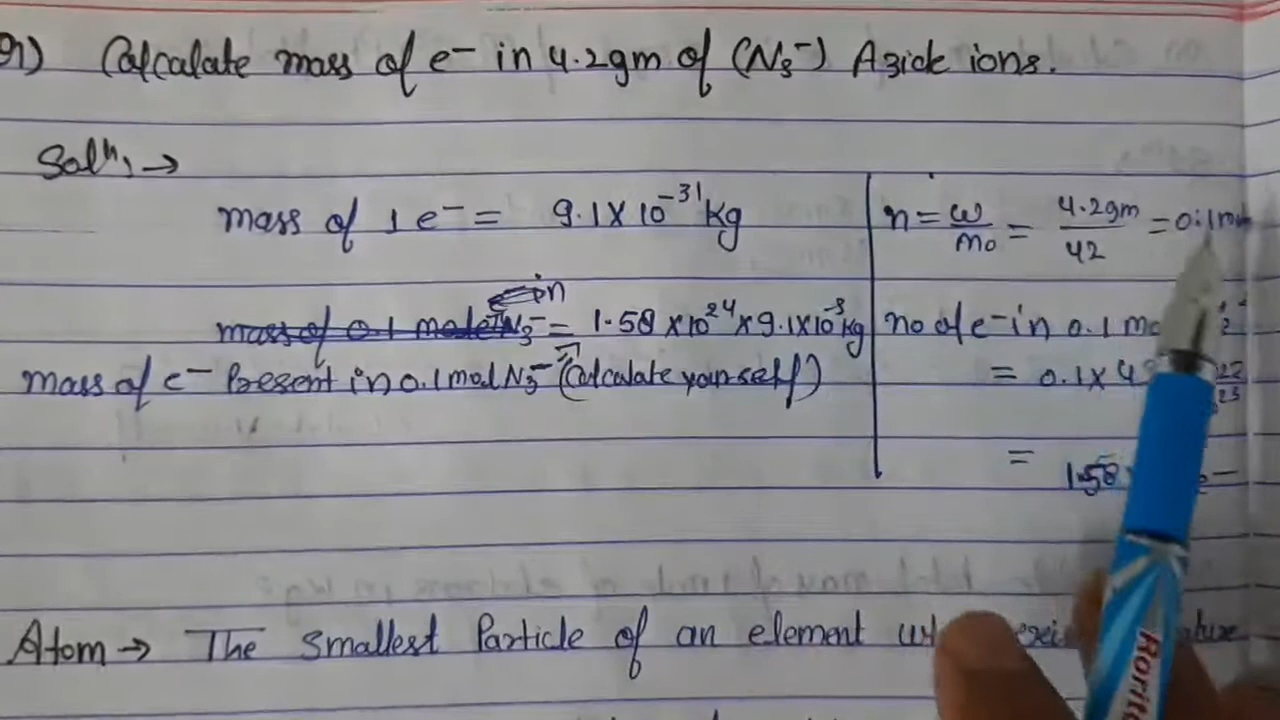 91) Calcalate mass of e⁻ in 4.2gm of (N₃⁻) Azide ions.
Solⁿ, →
mass of 1 e⁻ = 9.1×10⁻³¹ Kg
n = w/m₀ = 4.2gm/42 = 0.1
in
mass of 0.1 mole N₃⁻ = 1.58 ×10²⁴×9.1×10 kg
no of e⁻ in 0.1
mass of e⁻ Present in 0.1 mol N₃⁻ (Calculate yourself)
= 0.1×
= 1.58
Atom → The smallest Particle of an element
Rorito